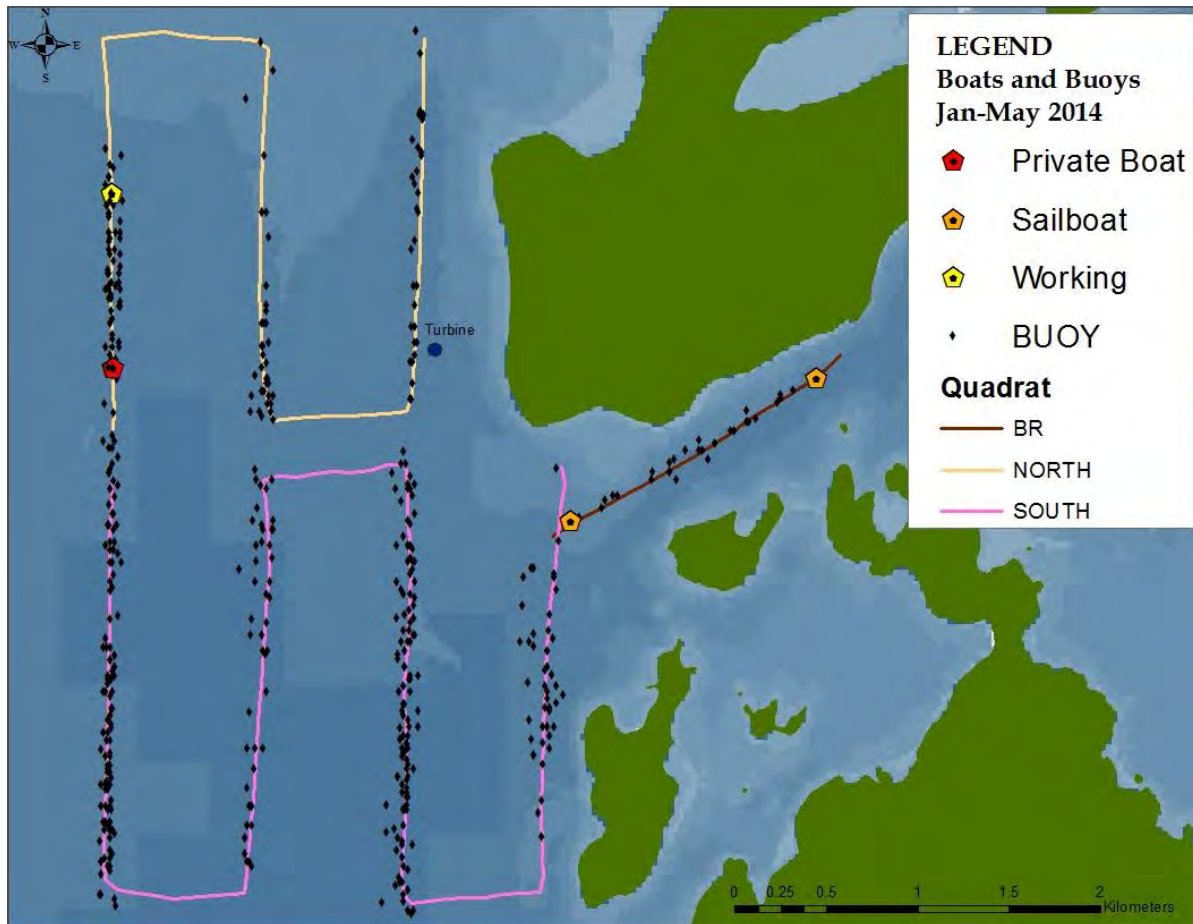 N
W E
S
LEGEND
Boats and Buoys
Jan-May 2014
Private Boat
Sailboat
Working
BUOY
Quadrat
BR
NORTH
SOUTH
Turbine
0 0.25 0.5 1 1.5 2
Kilometers